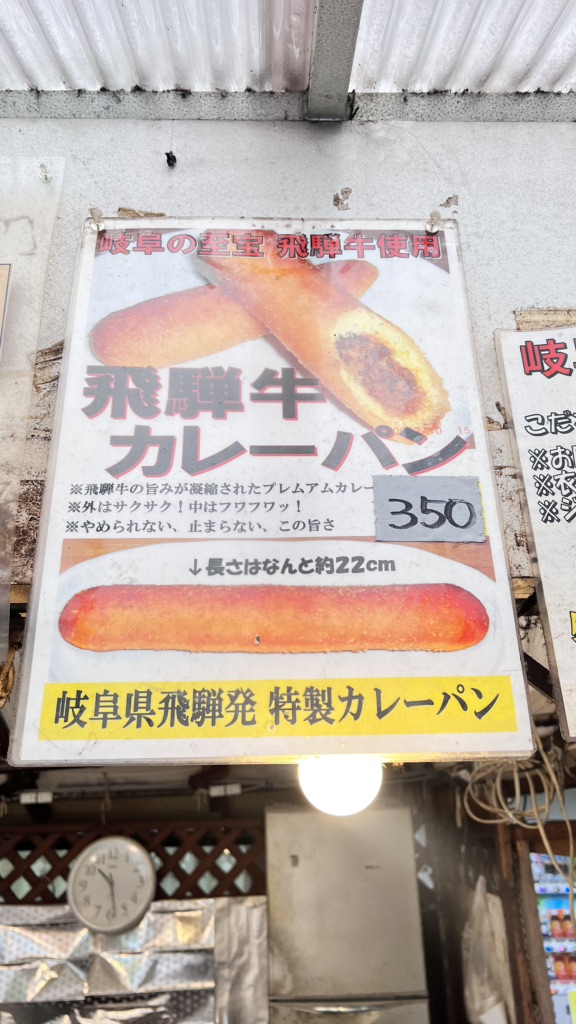 岐阜の至宝 飛騨牛使用
飛騨牛
カレーパン
※飛騨牛の旨みが凝縮されたプレムアムカレー
※外はサクサク!中はフワフワッ!
※やめられない、止まらない、この旨さ
350
↓長さはなんと約22cm
岐阜県飛騨発 特製カレーパン
岐
こだ
※お
※衣
※ジ